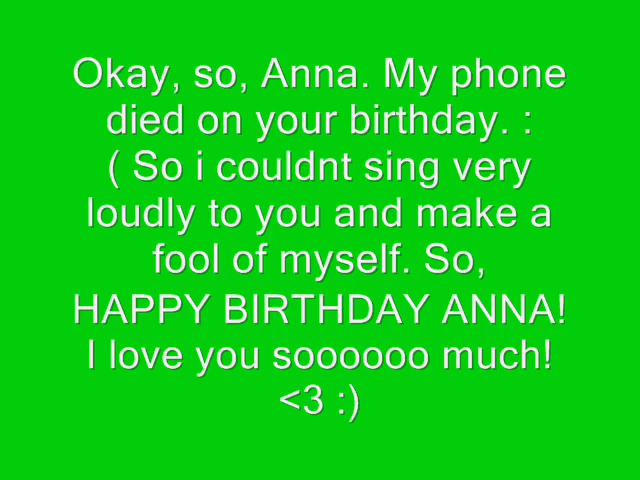 Okay, so, Anna. My phone
died on your birthday. :
( So i couldnt sing very
loudly to you and make a
fool of myself. So,
HAPPY BIRTHDAY ANNA!
I love you soooooo much!
<3 :)